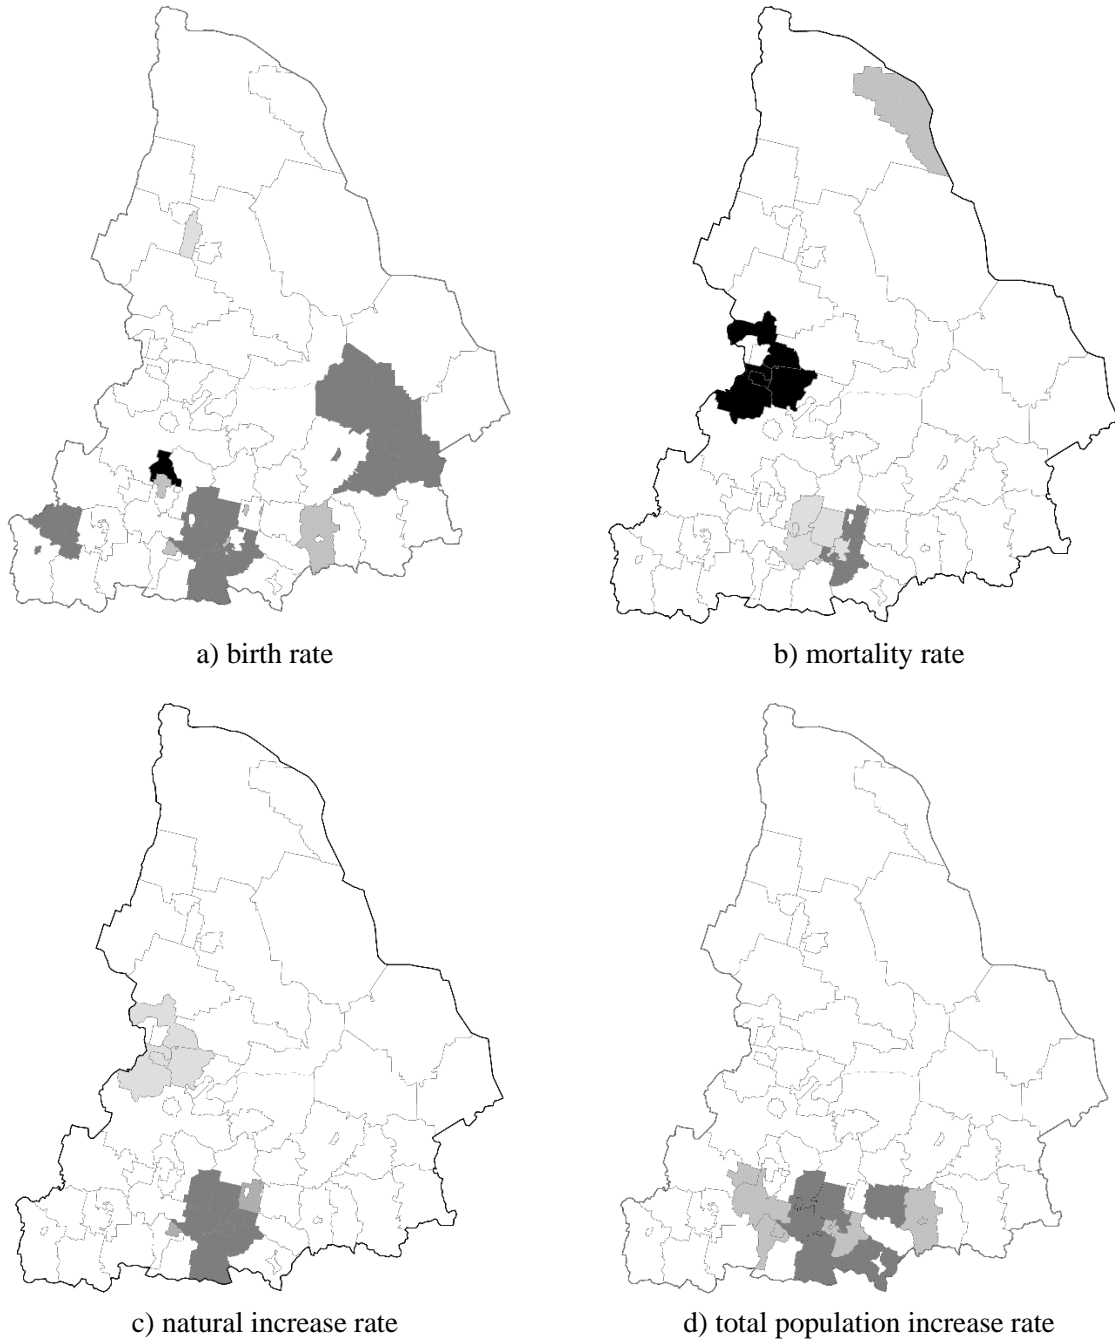 a) birth rate
b) mortality rate
c) natural increase rate
d) total population increase rate